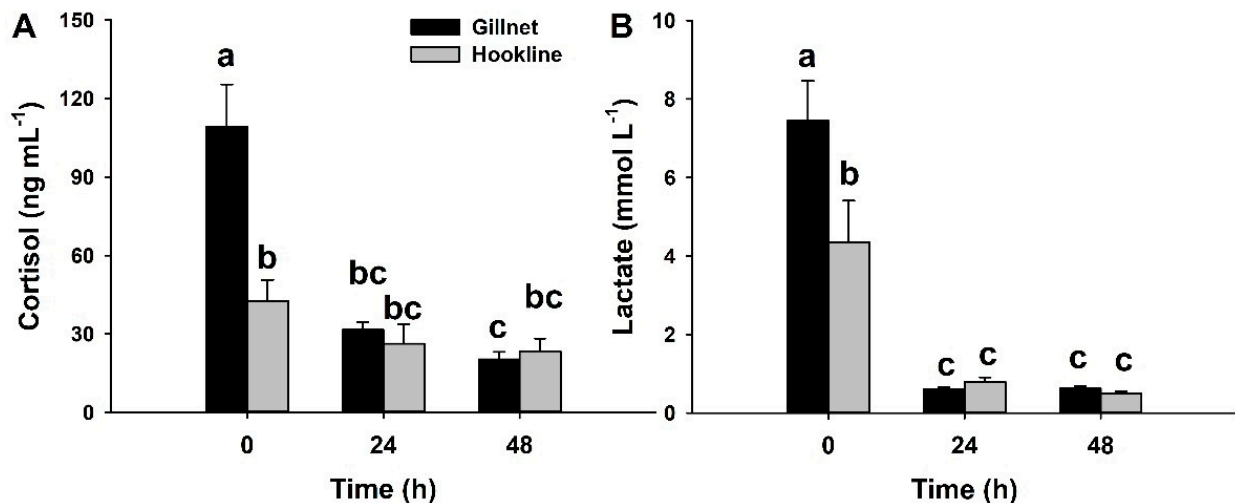 A
Cortisol (ng mL-1)
150
120
90
60
30
0
Gillnet
Hookline
a
b
bc
bc
c
bc
0
24
48
Time (h)
B
Lactate (mmol L-1)
10
8
6
4
2
0
a
b
c
c
c
c
0
24
48
Time (h)